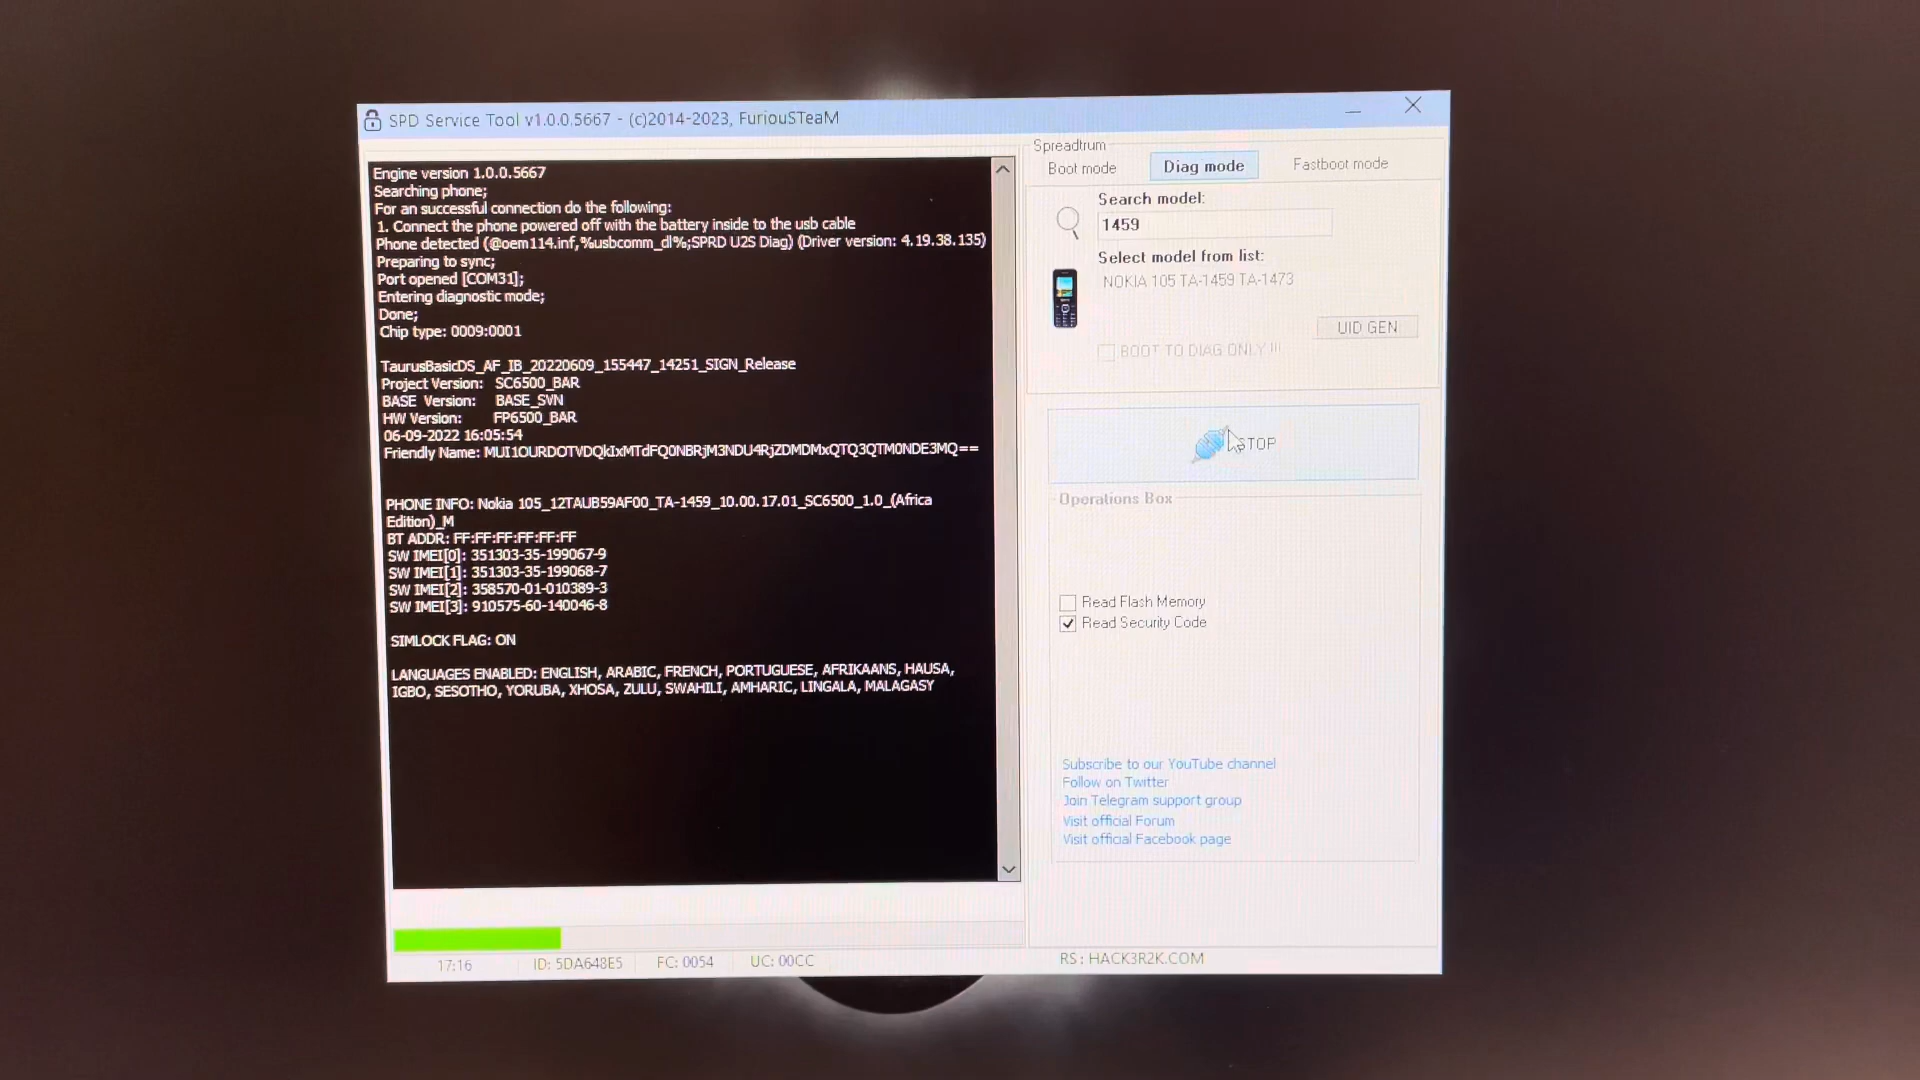 SPD Service Tool v1.0.0.5667 - (c)2014-2023, FuriouSTeaM
Engine version 1.0.0.5667
Searching phone;
For an successful connection do the following:
1. Connect the phone powered off with the battery inside to the usb cable
Phone detected (@oem114.inf,%usbcomm_dl%;SPRD U2S Diag) (Driver version: 4.19.38.135)
Preparing to sync;
Port opened [COM31];
Entering diagnostic mode;
Done;
Chip type: 0009:0001
TaurusBasicDS_AF_IB_20220609_155447_14251_SIGN_Release
Project Version: SC6500_BAR
BASE Version: BASE_SVN
HW Version: FP6500_BAR
06-09-2022 16:05:54
Friendly Name: MUI1OURDOTVDQkIxMTdFQ0NBRjM3NDU4RjZDMDMxQTQ3QTM0NDE3MQ==
PHONE INFO: Nokia 105_12TAUB59AF00_TA-1459_10.00.17.01_SC6500_1.0_(Africa
Edition)_M
BT ADDR: FF:FF:FF:FF:FF:FF
SW IMEI[0]: 351303-35-199067-9
SW IMEI[1]: 351303-35-199068-7
SW IMEI[2]: 358570-01-010389-3
SW IMEI[3]: 910575-60-140046-8
SIMLOCK FLAG: ON
LANGUAGES ENABLED: ENGLISH, ARABIC, FRENCH, PORTUGUESE, AFRIKAANS, HAUSA,
IGBO, SESOTHO, YORUBA, XHOSA, ZULU, SWAHILI, AMHARIC, LINGALA, MALAGASY
17:16 ID: 5DA648E5 FC: 0054 UC: 00CC
Spreadtrum
Boot mode Diag mode Fastboot mode
Search model:
1459
Select model from list:
NOKIA 105 TA-1459 TA-1473
UID GEN
BOOT TO DIAG ONLY !!!
STOP
Operations Box
Read Flash Memory
Read Security Code
Subscribe to our YouTube channel
Follow on Twitter
Join Telegram support group
Visit official Forum
Visit official Facebook page
RS : HACK3R2K.COM